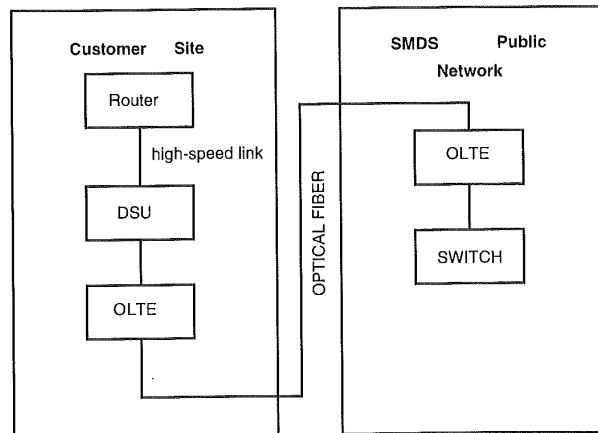 Customer Site
Router
high-speed link
DSU
OLTE
OPTICAL FIBER
SMDS Public
Network
OLTE
SWITCH